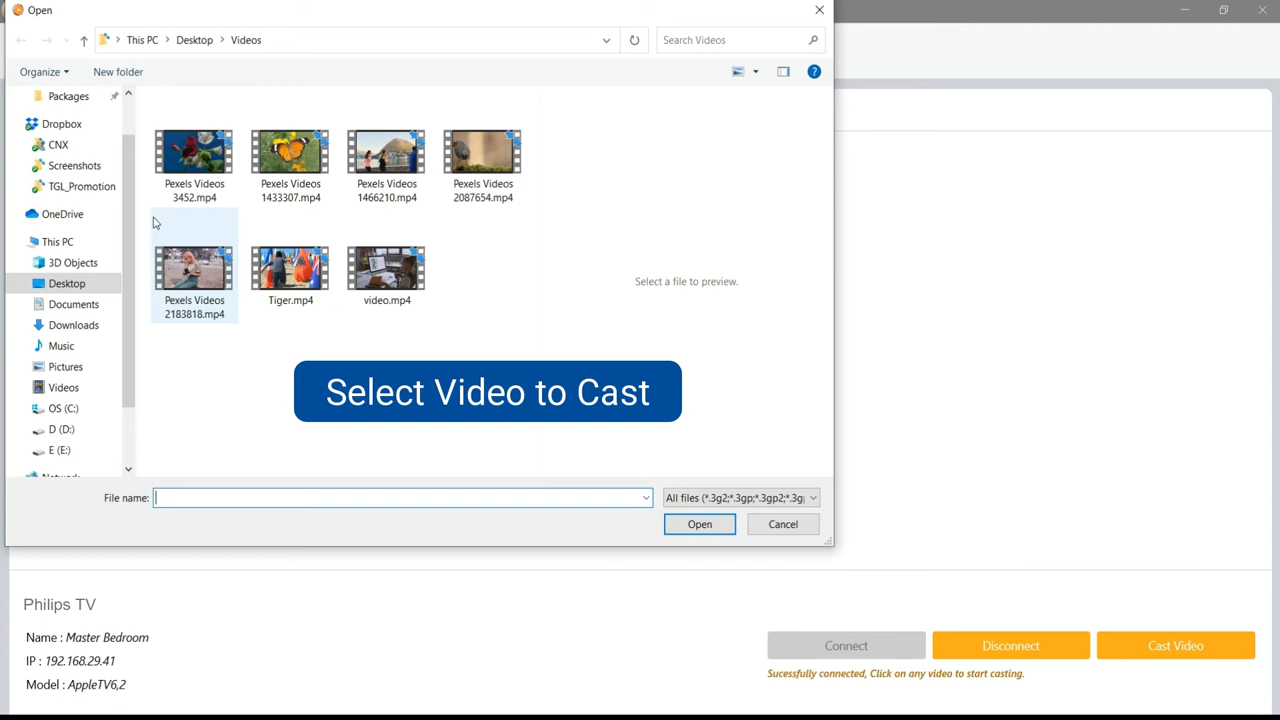 Open
This PC > Desktop > Videos
Search Videos
Organize
New folder
Packages
Dropbox
CNX
Screenshots
TGL_Promotion
OneDrive
This PC
3D Objects
Desktop
Documents
Downloads
Music
Pictures
Videos
OS (C:)
D (D:)
E (E:)
Pexels Videos
3452.mp4
Pexels Videos
1433307.mp4
Pexels Videos
1466210.mp4
Pexels Videos
2087654.mp4
Pexels Videos
2183818.mp4
Tiger.mp4
video.mp4
Select a file to preview.
Select Video to Cast
File name:
All files (*.3g2;*.3gp;*.3gp2;*.3gp
Open
Cancel
Philips TV
Name : Master Bedroom
IP : 192.168.29.41
Model : AppleTV6,2
Connect
Disconnect
Cast Video
Sucessfully connected, Click on any video to start casting.